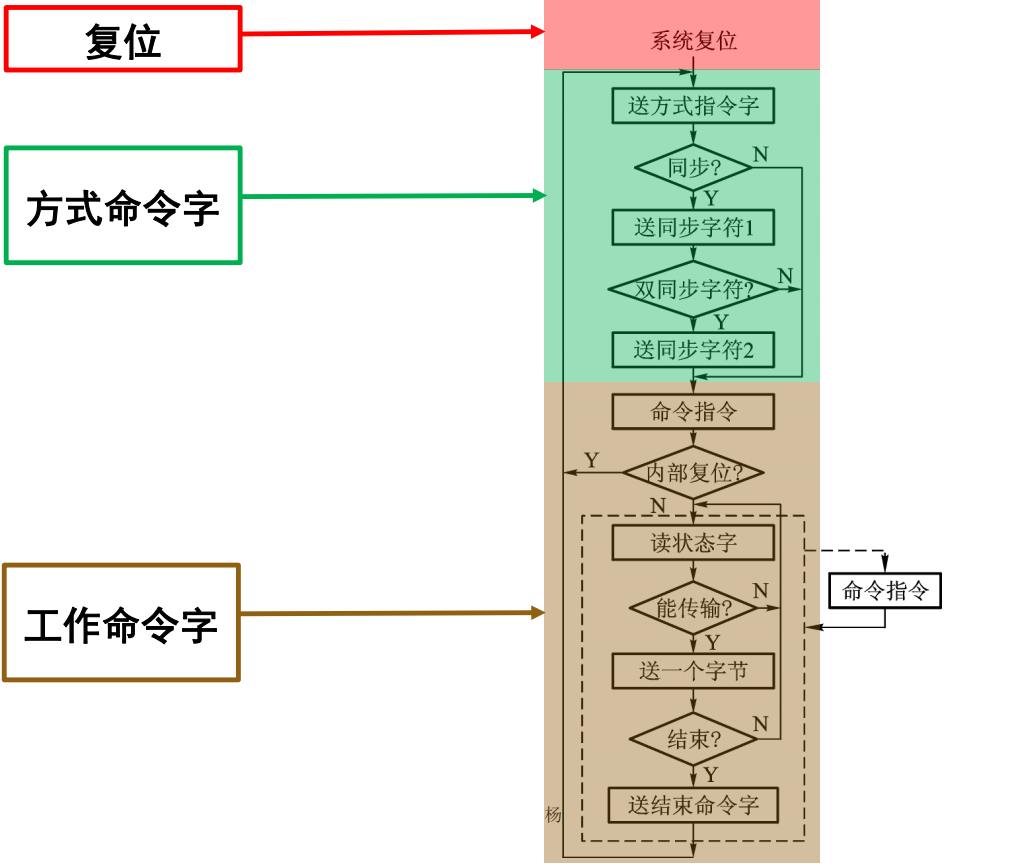 复位
系统复位
送方式指令字
方式命令字
同步?
N
Y
送同步字符1
双同步字符?
N
Y
送同步字符2
命令指令
内部复位?
Y
N
工作命令字
读状态字
能传输?
N
Y
命令指令
送一个字节
结束?
N
Y
送结束命令字
杨